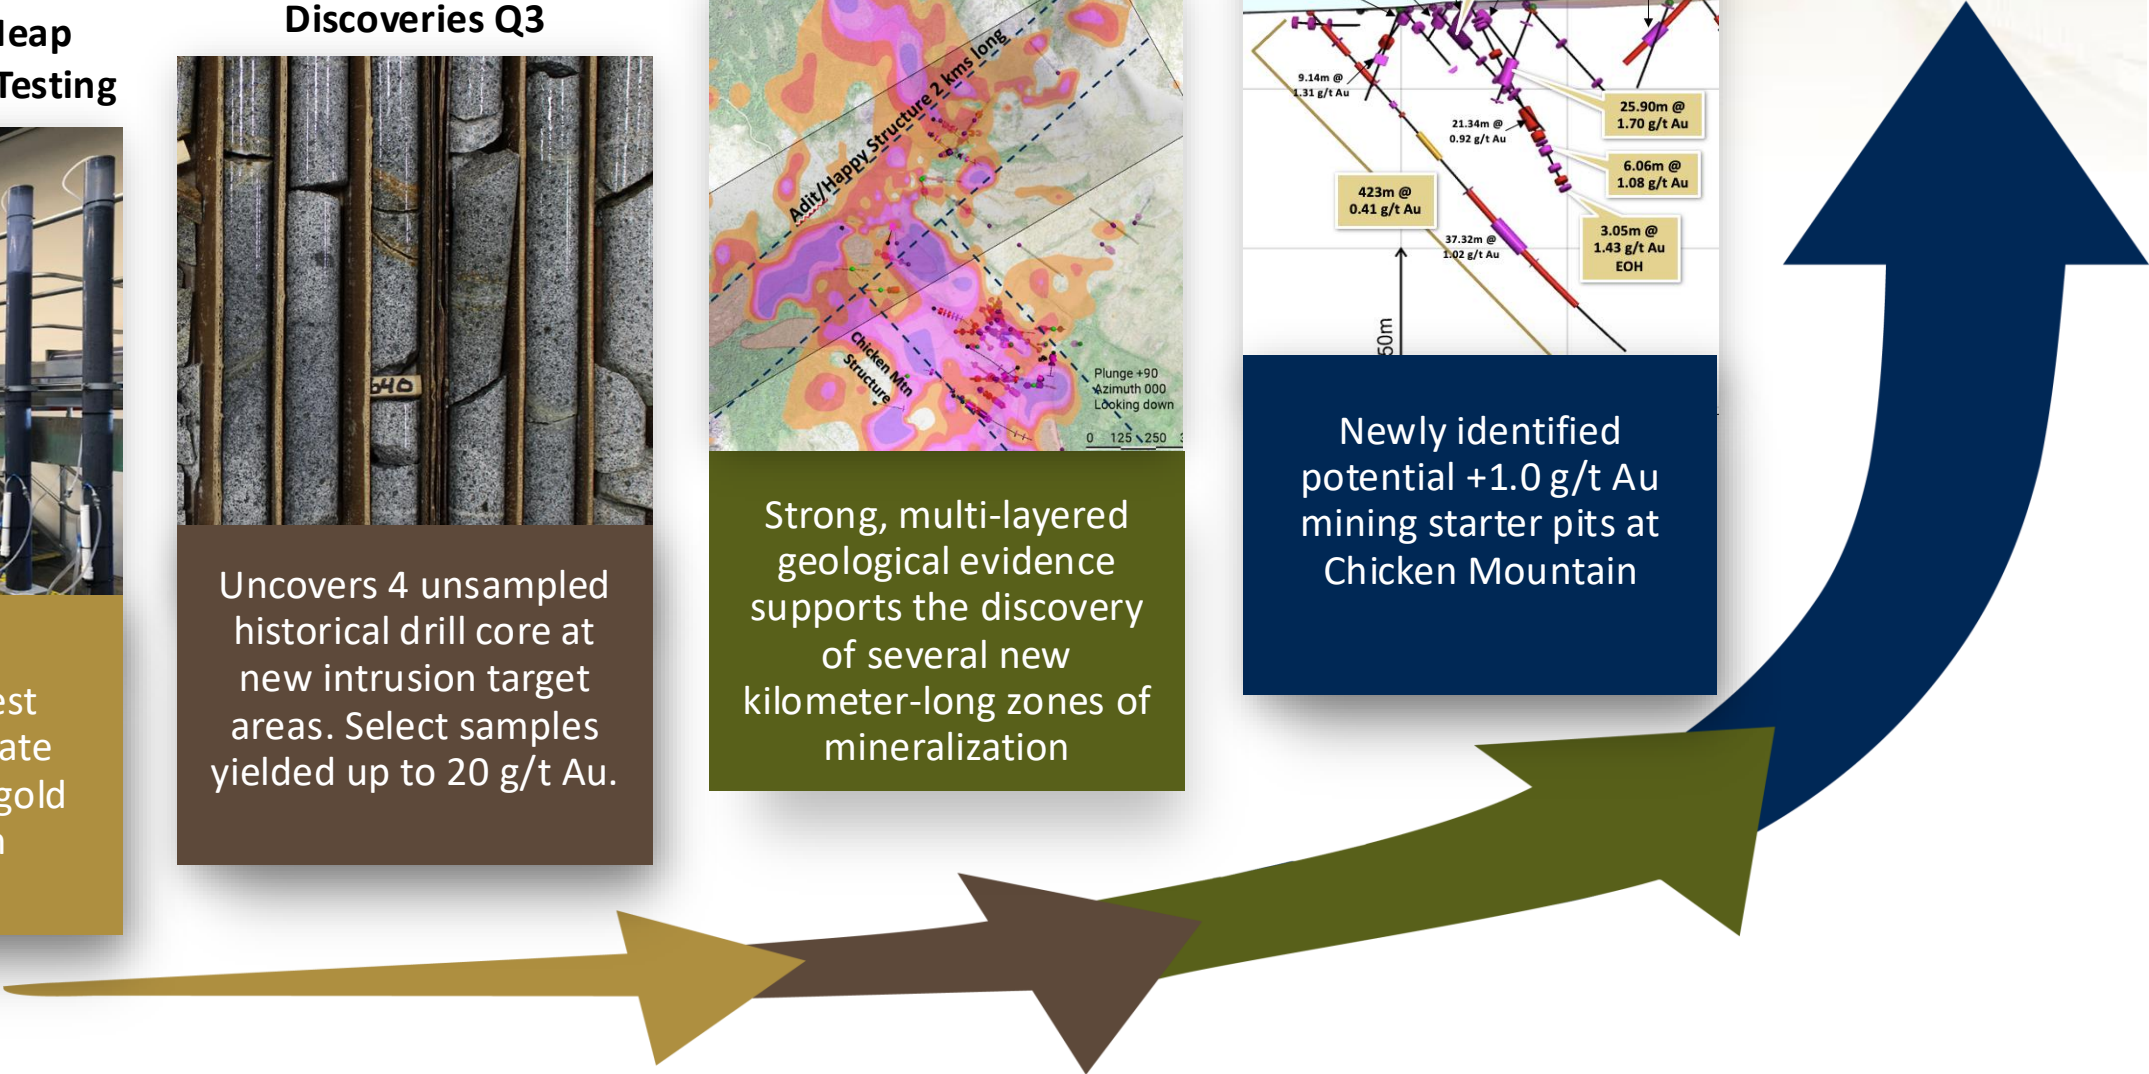 Testing
gold
Discoveries Q3
040
Uncovers 4 unsampled
historical drill core at
new intrusion target
areas. Select samples
yielded up to 20 g/t Au.
Adit/Happy Structure 2 kms long
Chicken Mtn
Structure
Plunge +90
Azimuth 000
Looking down
0 125 250
Strong, multi-layered
geological evidence
supports the discovery
of several new
kilometer-long zones of
mineralization
9.14m @
1.31 g/t Au
25.90m @
1.70 g/t Au
21.34m @
0.92 g/t Au
6.06m @
1.08 g/t Au
423m @
0.41 g/t Au
3.05m @
1.43 g/t Au
EOH
37.32m @
1.02 g/t Au
Newly identified
potential +1.0 g/t Au
mining starter pits at
Chicken Mountain